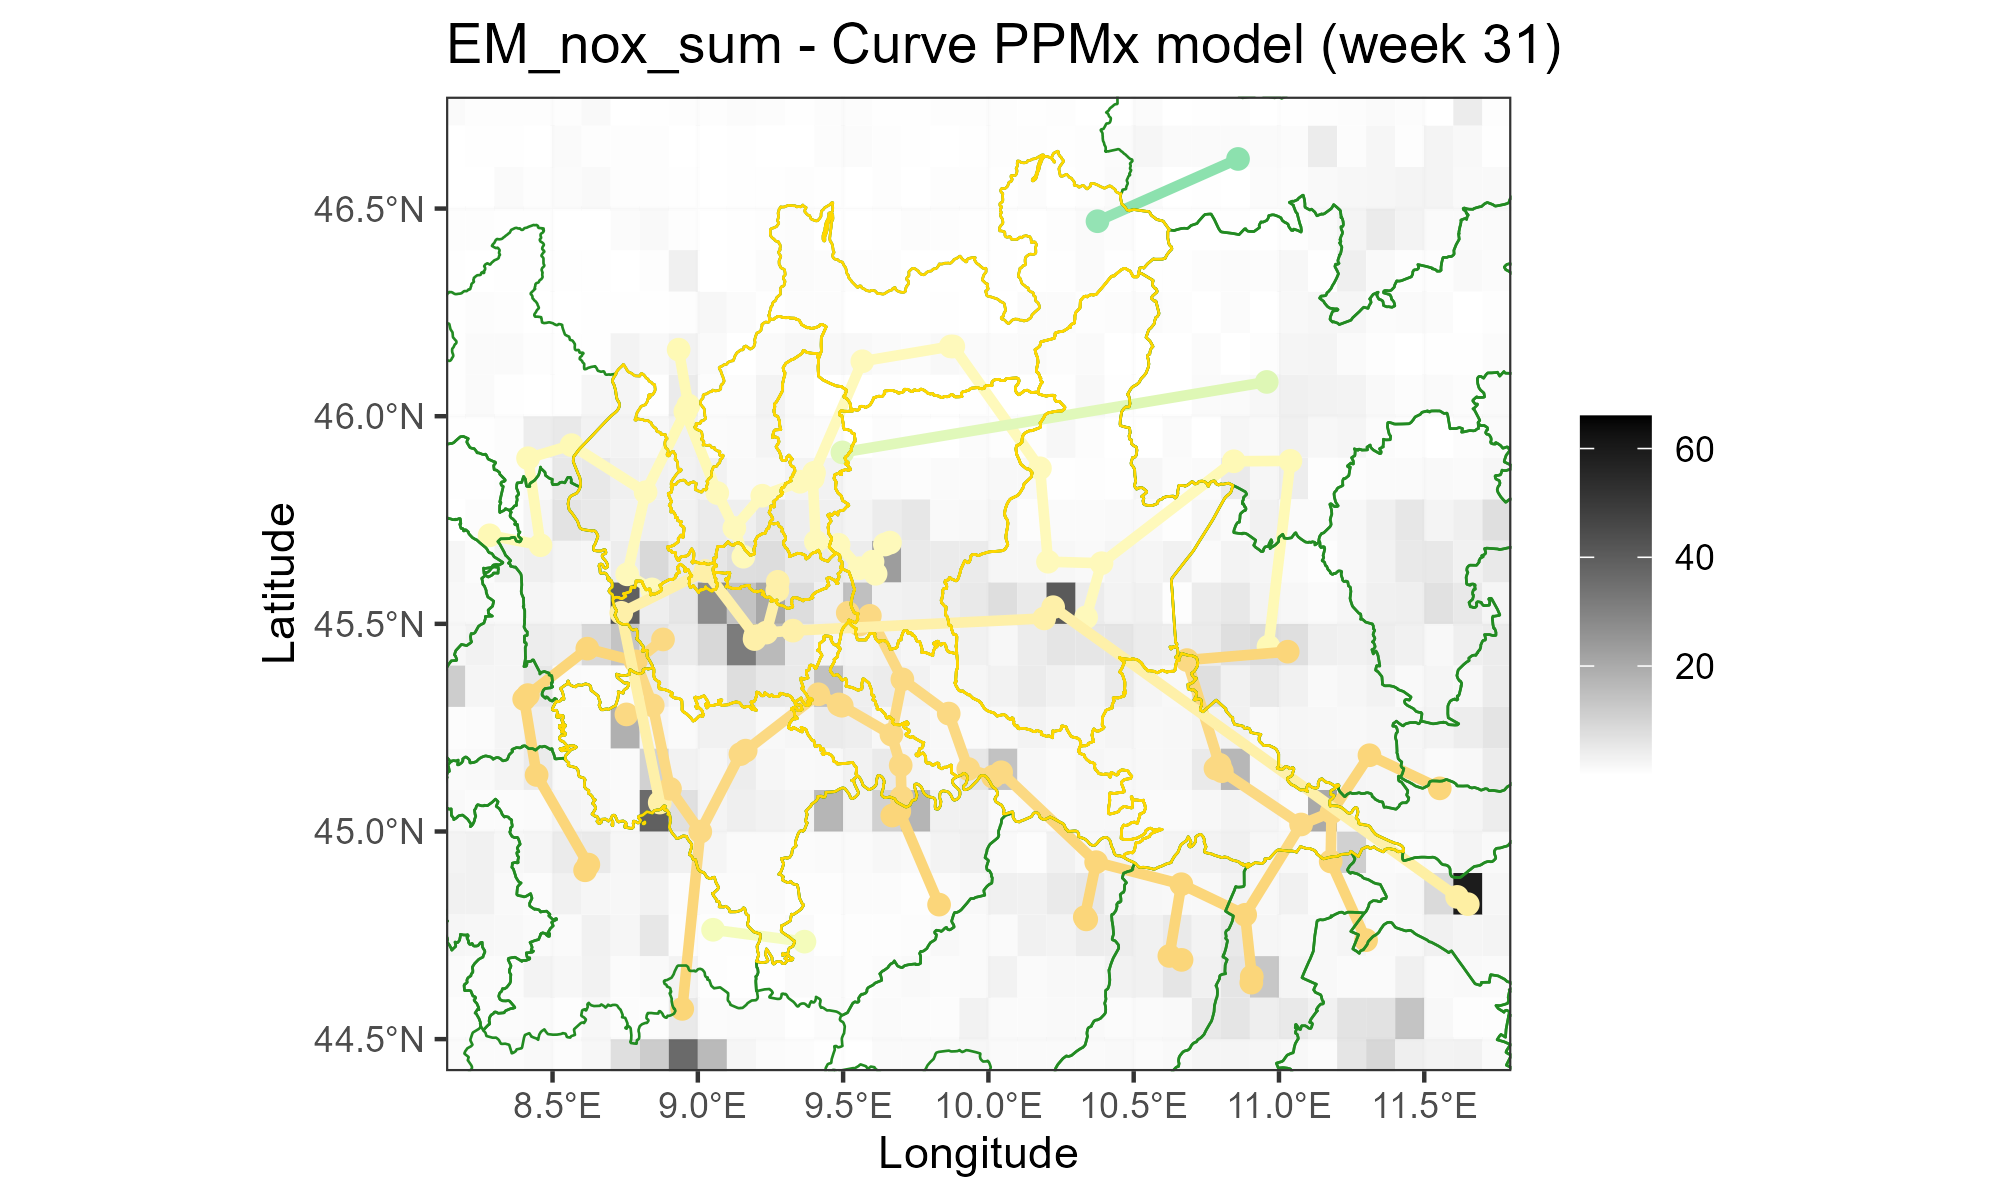 EM_nox_sum - Curve PPMx model (week 31)
46.5°N
46.0°N
45.5°N
45.0°N
44.5°N
Latitude
8.5°E 9.0°E 9.5°E 10.0°E 10.5°E 11.0°E 11.5°E
Longitude
60
40
20